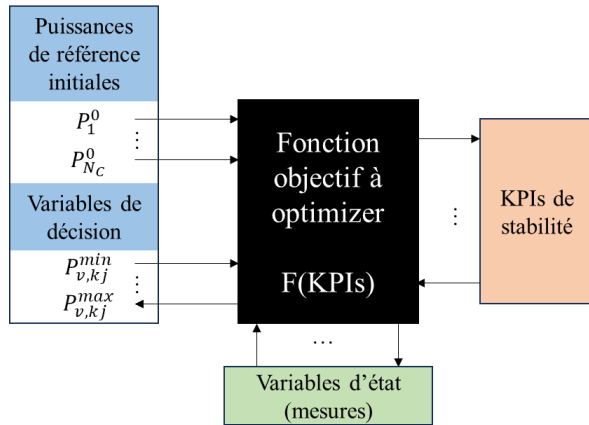 Puissances
de référence
initiales
P_1^0
⋮
P_{N_C}^0
Variables de
décision
P_{v,kj}^{min}
⋮
P_{v,kj}^{max}
Fonction
objectif à
optimizer
F(KPIs)
⋮
KPIs de
stabilité
...
Variables d’état
(mesures)